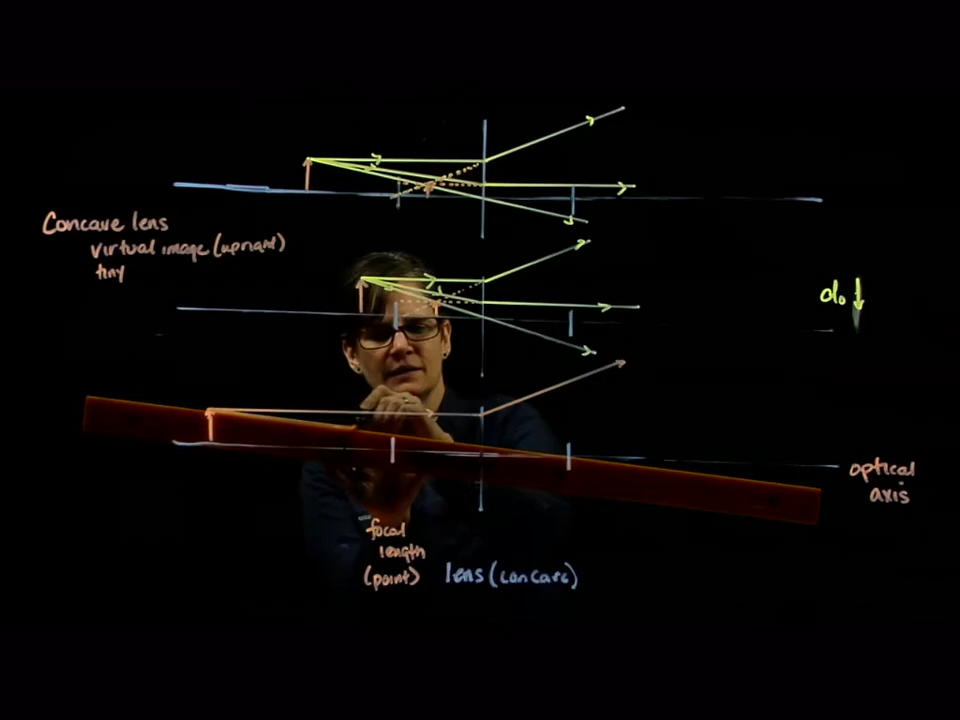 Concave lens
virtual image (upright)
tiny
do ↓
optical
axis
focal
length
(point)
lens (concave)